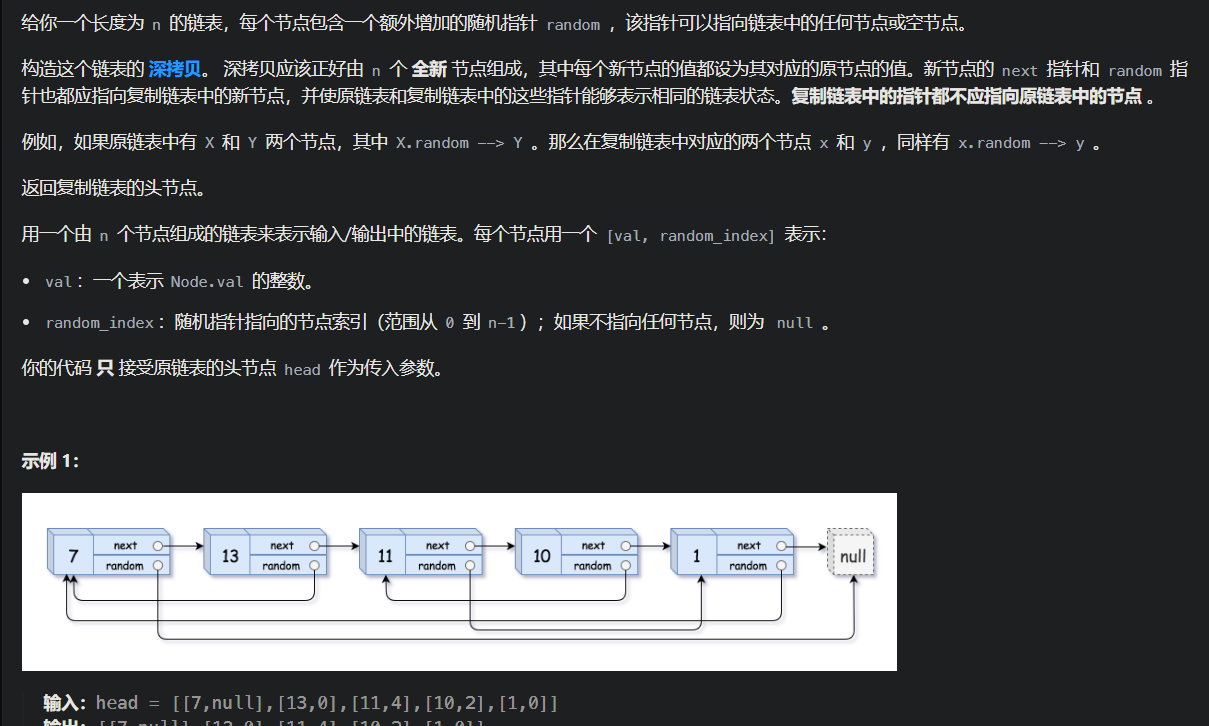 给你一个长度为 n 的链表，每个节点包含一个额外增加的随机指针 random ，该指针可以指向链表中的任何节点或空节点。
构造这个链表的 深拷贝。 深拷贝应该正好由 n 个 全新 节点组成，其中每个新节点的值都设为其对应的原节点的值。新节点的 next 指针和 random 指
针也都应指向复制链表中的新节点，并使原链表和复制链表中的这些指针能够表示相同的链表状态。复制链表中的指针都不应指向原链表中的节点 。
例如，如果原链表中有 X 和 Y 两个节点，其中 X.random --> Y 。那么在复制链表中对应的两个节点 x 和 y ，同样有 x.random --> y 。
返回复制链表的头节点。
用一个由 n 个节点组成的链表来表示输入/输出中的链表。每个节点用一个 [val, random_index] 表示：
• val：一个表示 Node.val 的整数。
• random_index：随机指针指向的节点索引（范围从 0 到 n-1）；如果不指向任何节点，则为 null 。
你的代码 只 接受原链表的头节点 head 作为传入参数。
示例 1：
7 next random 13 next random 11 next random 10 next random 1 next random null
输入：head = [[7,null],[13,0],[11,4],[10,2],[1,0]]
输出：[[7,null],[13,0],[11,4],[10,2],[1,0]]